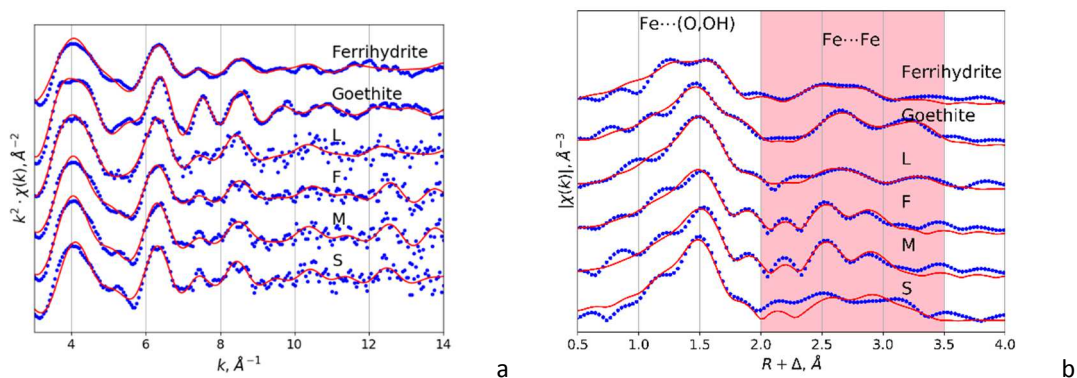 Ferrihydrite
Goethite
L
F
M
S
k² · χ(k), Å⁻²
4 6 8 10 12 14
k, Å⁻¹
a
Fe···(O,OH)
Fe···Fe
Ferrihydrite
Goethite
L
F
M
S
|χ(k)|, Å⁻³
0.5 1.0 1.5 2.0 2.5 3.0 3.5 4.0
R + Δ, Å
b